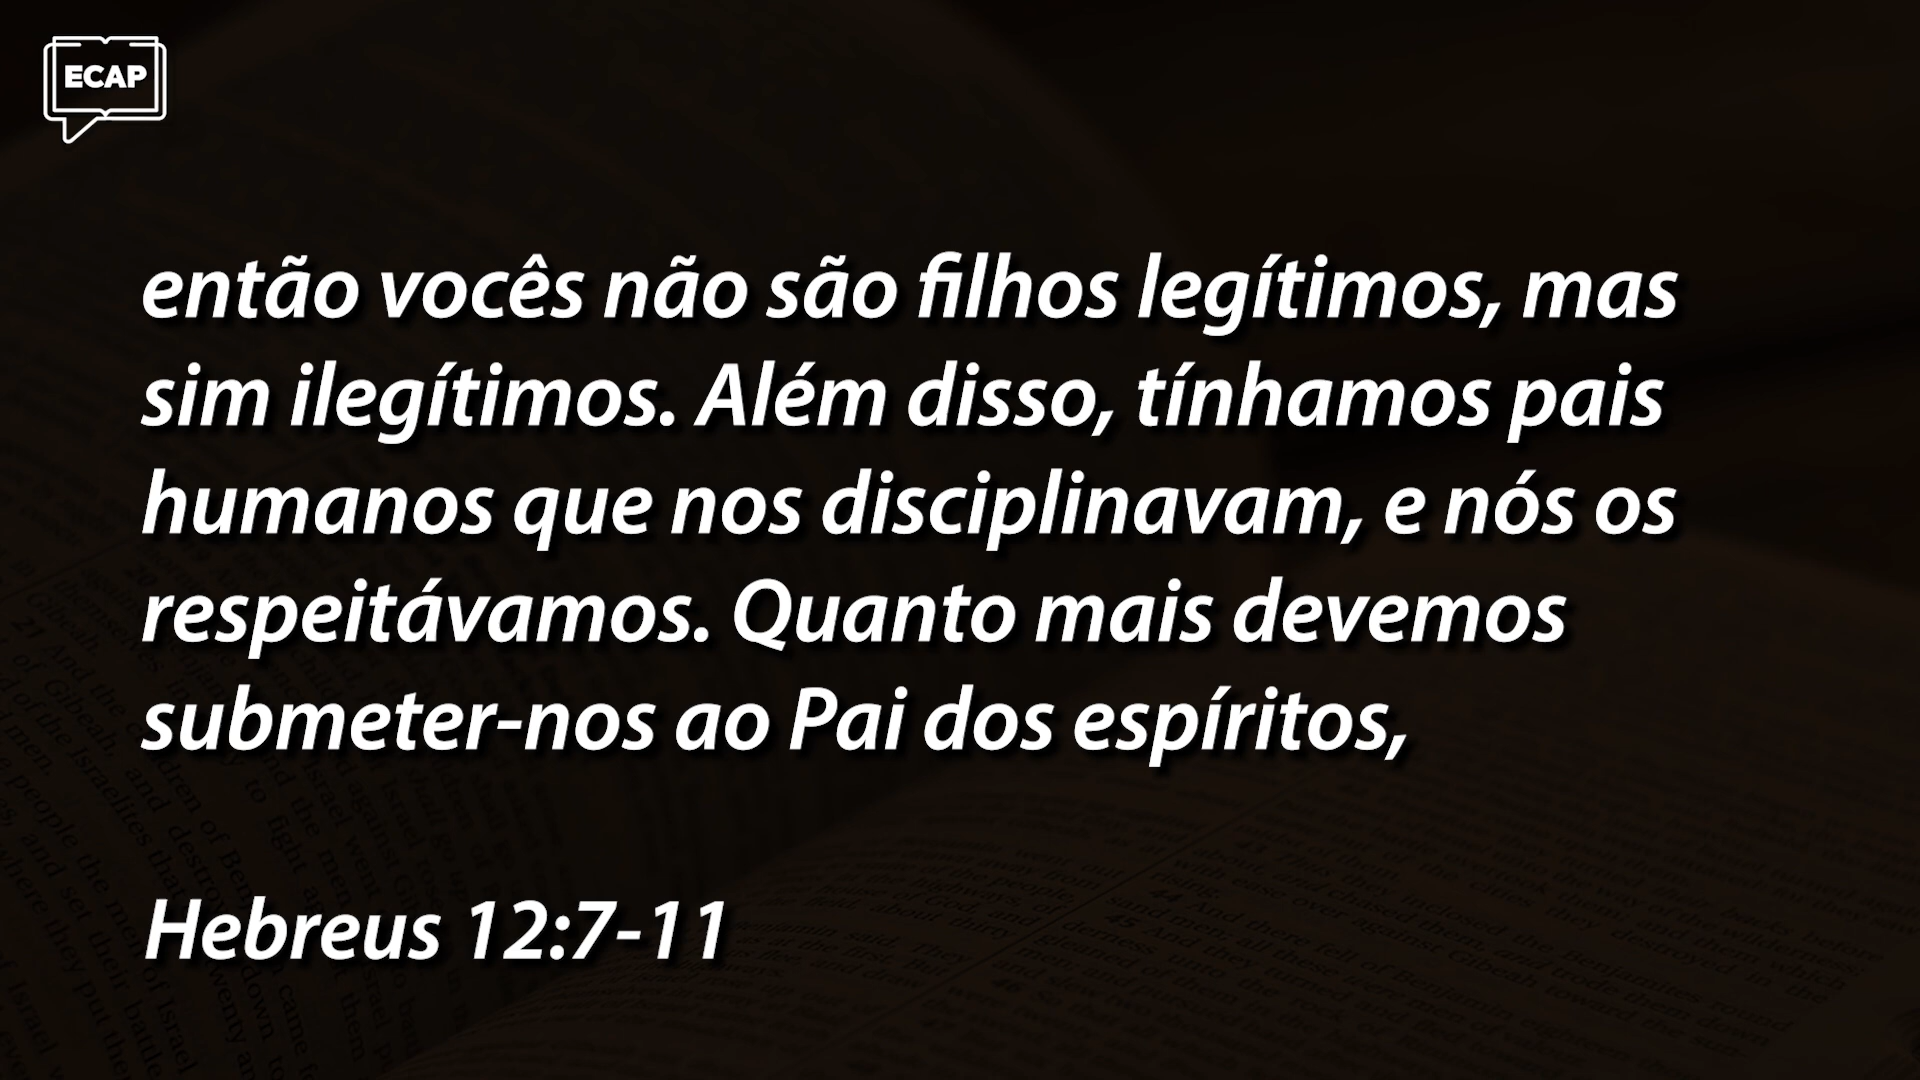 ECAP
então vocês não são filhos legítimos, mas
sim ilegítimos. Além disso, tínhamos pais
humanos que nos disciplinavam, e nós os
respeitávamos. Quanto mais devemos
submeter-nos ao Pai dos espíritos,
Hebreus 12:7-11